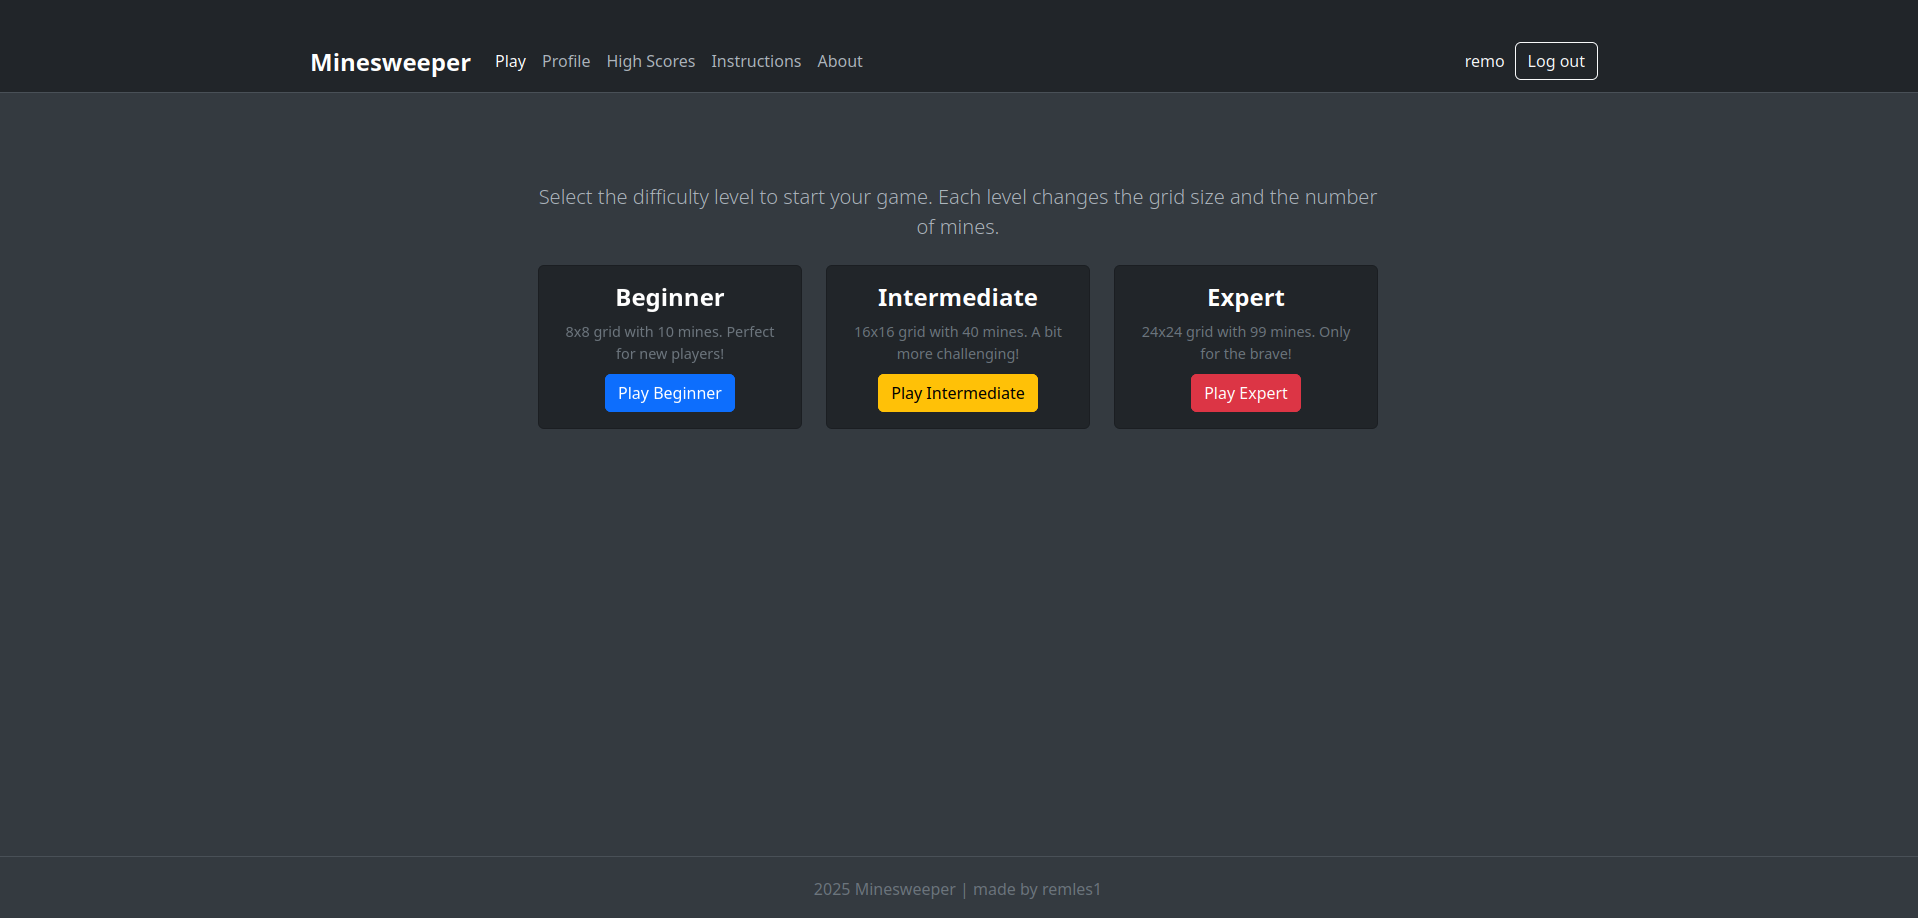 Minesweeper Play Profile High Scores Instructions About remo Log out
Select the difficulty level to start your game. Each level changes the grid size and the number
of mines.
Beginner
8x8 grid with 10 mines. Perfect
for new players!
Play Beginner
Intermediate
16x16 grid with 40 mines. A bit
more challenging!
Play Intermediate
Expert
24x24 grid with 99 mines. Only
for the brave!
Play Expert
2025 Minesweeper | made by remles1